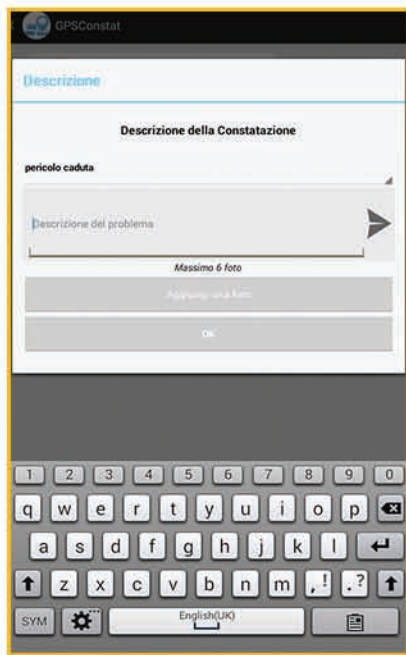 GPSConstat
Descrizione
Descrizione della Constatazione
pericolo caduta
Descrizione del problema
Massimo 6 foto
Aggiungi una foto
OK
1 2 3 4 5 6 7 8 9 0
q w e r t y u i o p
a s d f g h j k l
z x c v b n m , ! . ?
SYM English(UK)